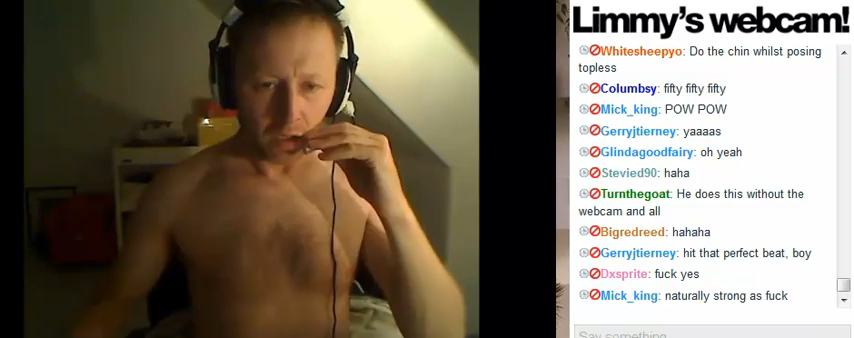 Limmy's webcam!
Whitesheepyo: Do the chin whilst posing
topless
Columbsy: fifty fifty fifty
Mick_king: POW POW
Gerryjtierney: yaaaas
Glindagoodfairy: oh yeah
Stevied90: haha
Turnthegoat: He does this without the
webcam and all
Bigredreed: hahaha
Gerryjtierney: hit that perfect beat, boy
Dxsprite: fuck yes
Mick_king: naturally strong as fuck
Say something